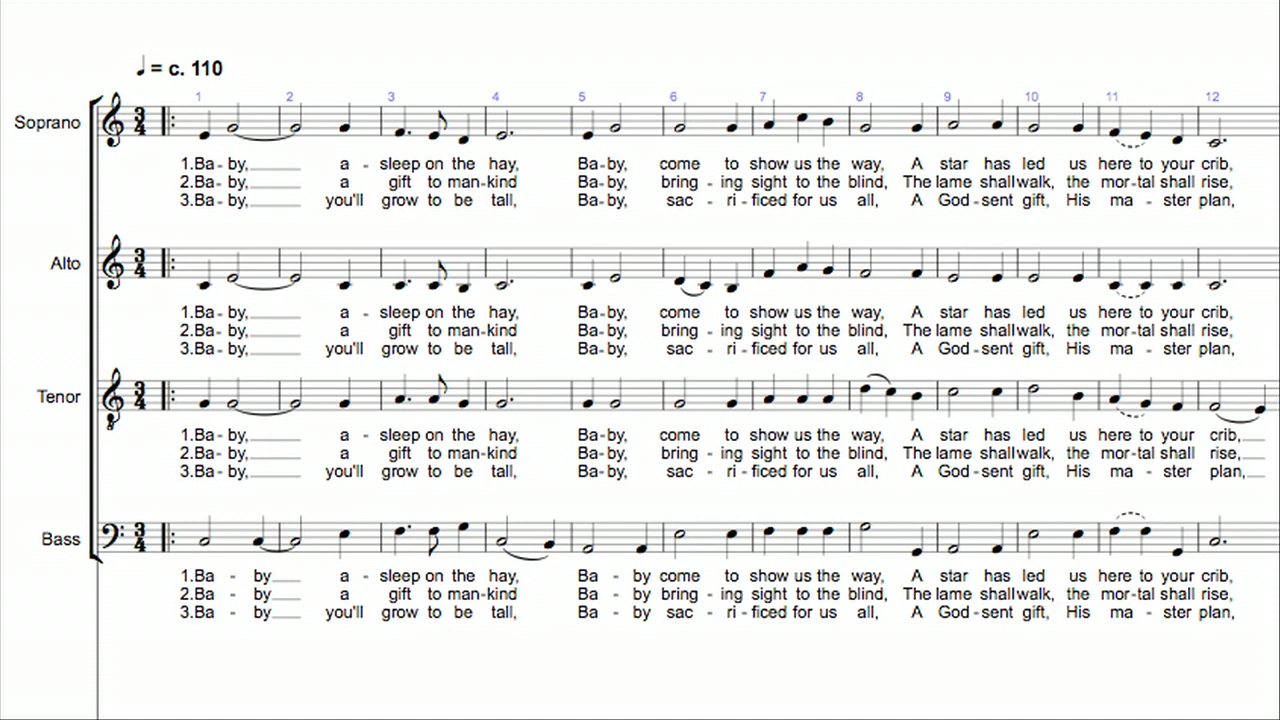 ♩ = c. 110
1 2 3 4 5 6 7 8 9 10 11 12
Soprano
1.Ba - by, a - sleep on the hay, Ba - by, come to show us the way, A star has led us here to your crib,
2.Ba - by, a gift to man - kind Ba - by, bring - ing sight to the blind, The lame shall walk, the mor - tal shall rise,
3.Ba - by, you'll grow to be tall, Ba - by, sac - ri - ficed for us all, A God - sent gift, His ma - ster plan,
Alto
1.Ba - by, a - sleep on the hay, Ba - by, come to show us the way, A star has led us here to your crib,
2.Ba - by, a gift to man - kind Ba - by, bring - ing sight to the blind, The lame shall walk, the mor - tal shall rise,
3.Ba - by, you'll grow to be tall, Ba - by, sac - ri - ficed for us all, A God - sent gift, His ma - ster plan,
Tenor
8
1.Ba - by, a - sleep on the hay, Ba - by, come to show us the way, A star has led us here to your crib,
2.Ba - by, a gift to man - kind Ba - by, bring - ing sight to the blind, The lame shall walk, the mor - tal shall rise,
3.Ba - by, you'll grow to be tall, Ba - by, sac - ri - ficed for us all, A God - sent gift, His ma - ster plan,
Bass
1.Ba - by a - sleep on the hay, Ba - by come to show us the way, A star has led us here to your crib,
2.Ba - by a gift to man - kind Ba - by bring - ing sight to the blind, The lame shall walk, the mor - tal shall rise,
3.Ba - by you'll grow to be tall, Ba - by sac - ri - ficed for us all, A God - sent gift, His ma - ster plan,